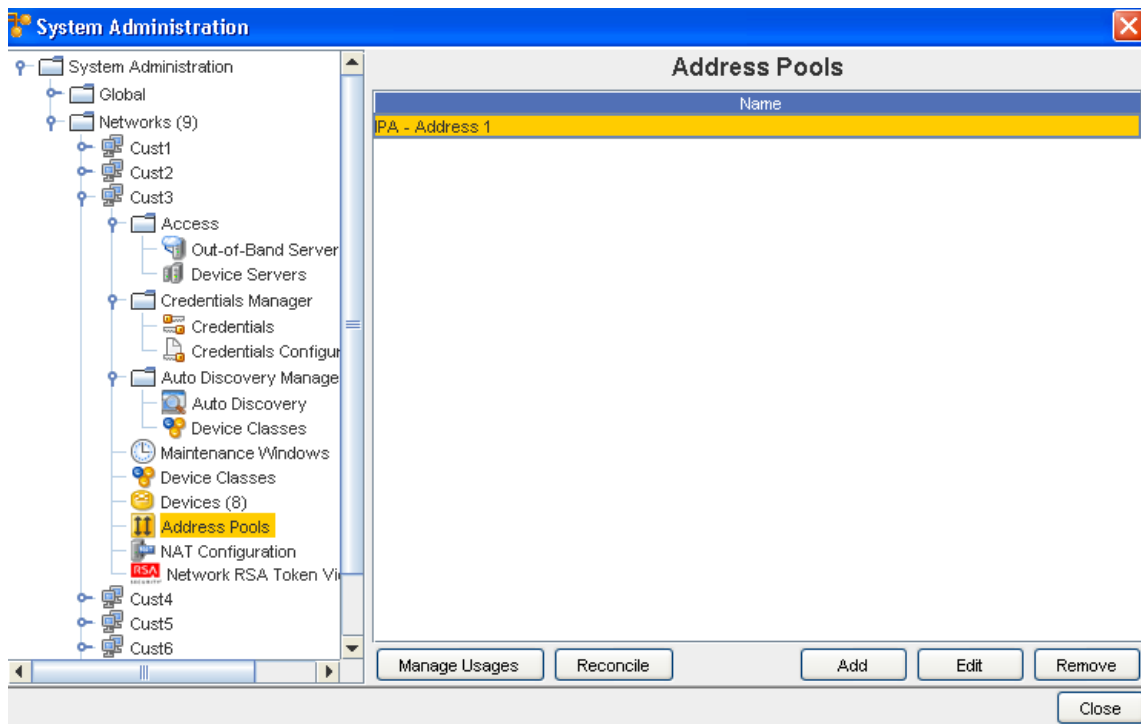 System Administration
System Administration
Global
Networks (9)
Cust1
Cust2
Cust3
Access
Out-of-Band Server
Device Servers
Credentials Manager
Credentials
Credentials Configur
Auto Discovery Manage
Auto Discovery
Device Classes
Maintenance Windows
Device Classes
Devices (8)
Address Pools
NAT Configuration
RSA
Network RSA Token Vi
Cust4
Cust5
Cust6
Address Pools
Name
IPA - Address 1
Manage Usages Reconcile Add Edit Remove
Close